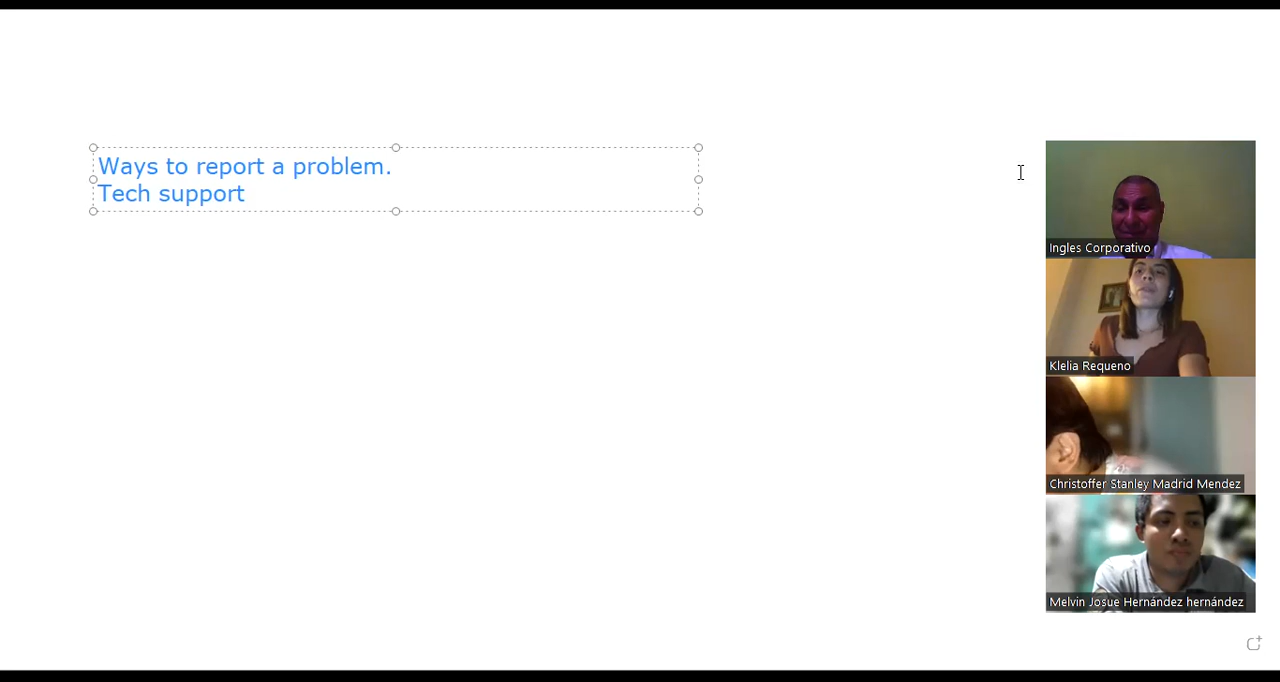 Ways to report a problem.
Tech support
Ingles Corporativo
Klelia Requeno
Christoffer Stanley Madrid Mendez
Melvin Josue Hernández hernández